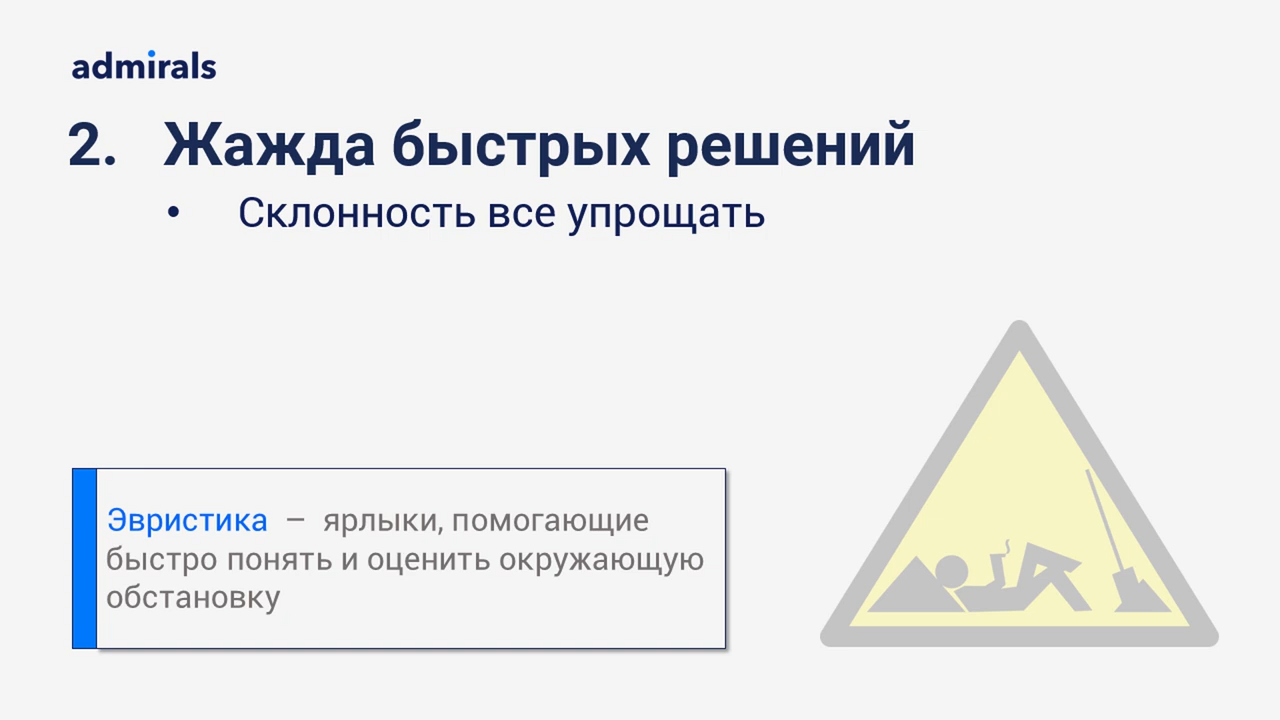 admirals
2. Жажда быстрых решений
• Склонность все упрощать
Эвристика – ярлыки, помогающие
быстро понять и оценить окружающую
обстановку